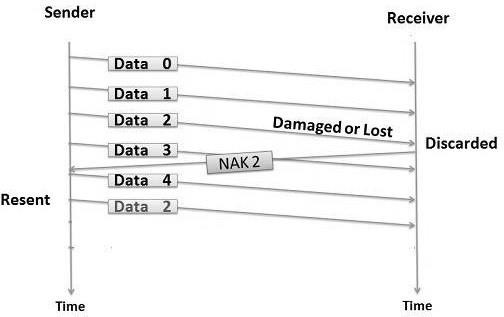 Sender
Receiver
Data 0
Data 1
Data 2
Damaged or Lost
Discarded
Data 3
NAK 2
Data 4
Resent
Data 2
Time
Time